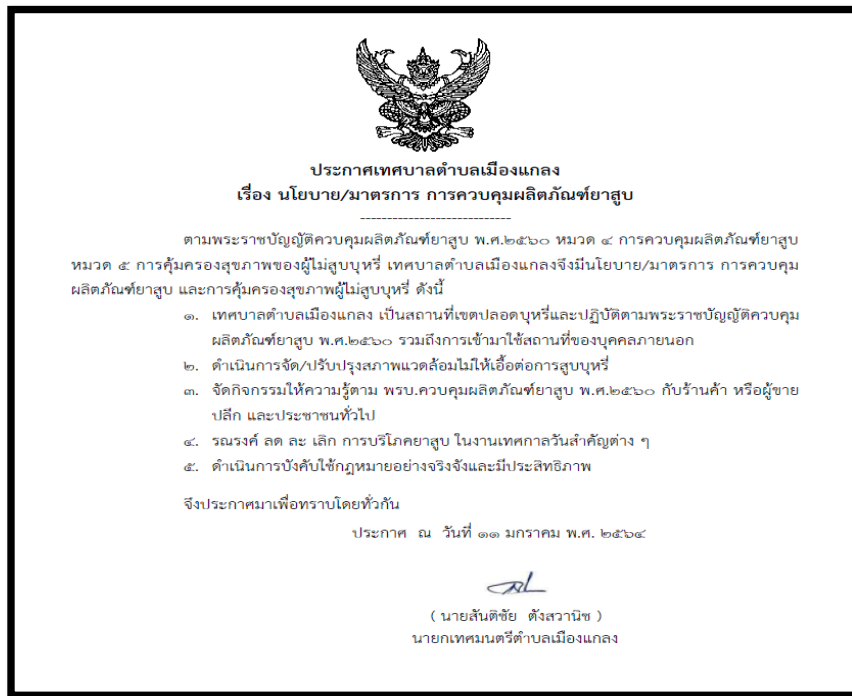 ประกาศเทศบาลตำบลเมืองแกลง
เรื่อง นโยบาย/มาตรการ การควบคุมผลิตภัณฑ์ยาสูบ
----------------------------
ตามพระราชบัญญัติควบคุมผลิตภัณฑ์ยาสูบ พ.ศ.๒๕๖๐ หมวด ๔ การควบคุมผลิตภัณฑ์ยาสูบ
หมวด ๕ การคุ้มครองสุขภาพของผู้ไม่สูบบุหรี่ เทศบาลตำบลเมืองแกลงจึงมีนโยบาย/มาตรการ การควบคุม
ผลิตภัณฑ์ยาสูบ และการคุ้มครองสุขภาพผู้ไม่สูบบุหรี่ ดังนี้
๑. เทศบาลตำบลเมืองแกลง เป็นสถานที่เขตปลอดบุหรี่และปฏิบัติตามพระราชบัญญัติควบคุม
ผลิตภัณฑ์ยาสูบ พ.ศ.๒๕๖๐ รวมถึงการเข้ามาใช้สถานที่ของบุคคลภายนอก
๒. ดำเนินการจัด/ปรับปรุงสภาพแวดล้อมไม่ให้เอื้อต่อการสูบบุหรี่
๓. จัดกิจกรรมให้ความรู้ตาม พรบ.ควบคุมผลิตภัณฑ์ยาสูบ พ.ศ.๒๕๖๐ กับร้านค้า หรือผู้ขาย
ปลีก และประชาชนทั่วไป
๔. รณรงค์ ลด ละ เลิก การบริโภคยาสูบ ในงานเทศกาลวันสำคัญต่าง ๆ
๕. ดำเนินการบังคับใช้กฎหมายอย่างจริงจังและมีประสิทธิภาพ
จึงประกาศมาเพื่อทราบโดยทั่วกัน
ประกาศ ณ วันที่ ๑๑ มกราคม พ.ศ. ๒๕๖๔
( นายสันติชัย ตังสวานิช )
นายกเทศมนตรีตำบลเมืองแกลง